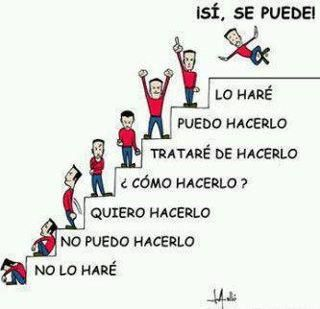 ¡SÍ, SE PUEDE!
LO HARÉ
PUEDO HACERLO
TRATARÉ DE HACERLO
¿ CÓMO HACERLO ?
QUIERO HACERLO
NO PUEDO HACERLO
NO LO HARÉ